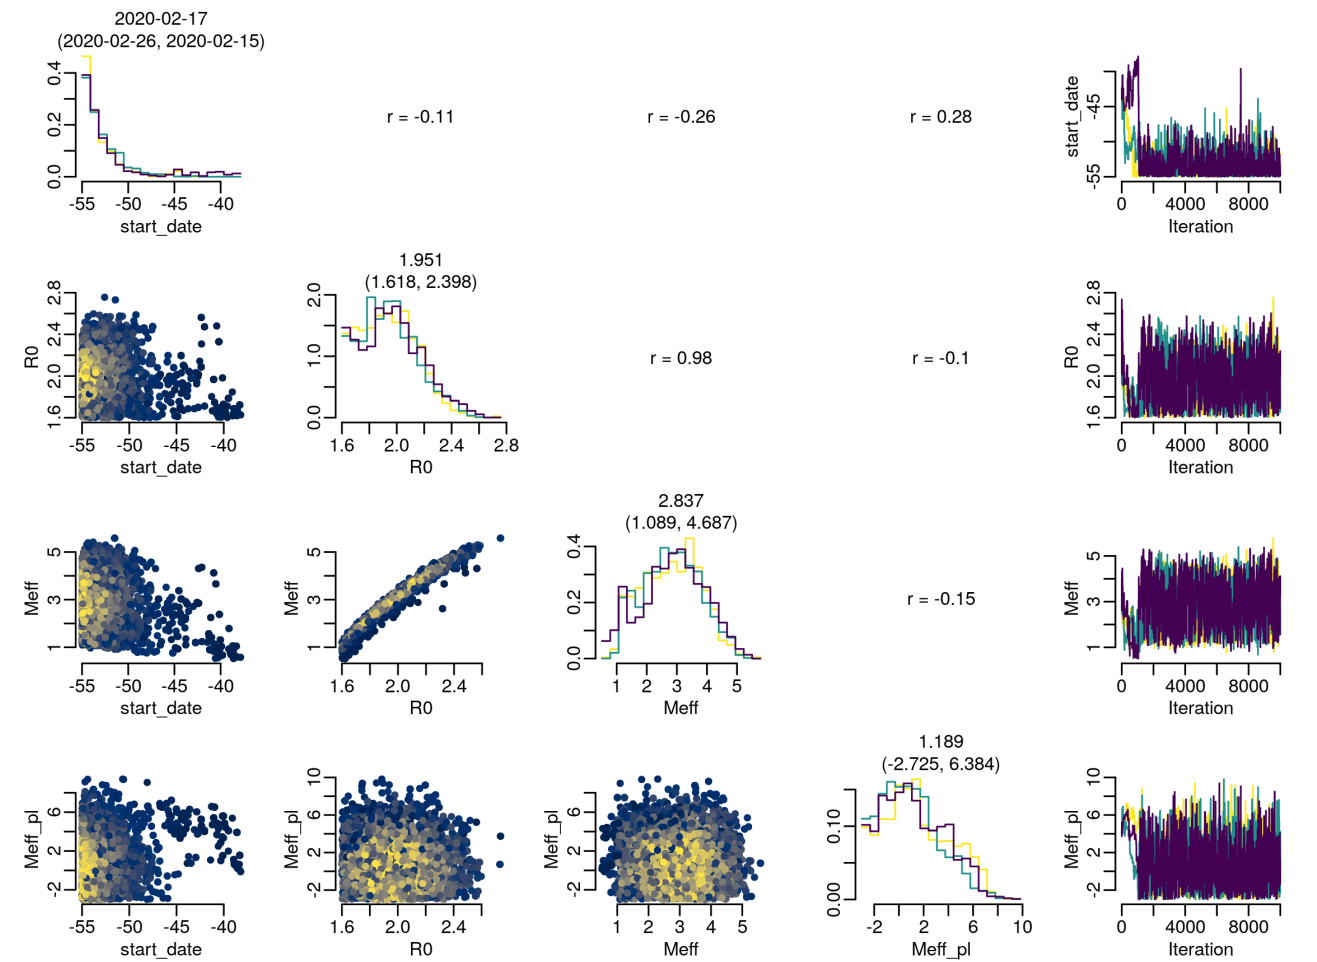 2020-02-17
(2020-02-26, 2020-02-15)
0.0 0.2 0.4
-55 -50 -45 -40
start_date
r = -0.11
r = -0.26
r = 0.28
start_date
-55 -45
0 4000 8000
Iteration
R0
1.6 2.0 2.4 2.8
-55 -50 -45 -40
start_date
1.951
(1.618, 2.398)
0.0 1.0 2.0
1.6 2.0 2.4 2.8
R0
r = 0.98
r = -0.1
R0
1.6 2.0 2.4 2.8
0 4000 8000
Iteration
Meff
1 3 5
-55 -50 -45 -40
start_date
Meff
1 3 5
1.6 2.0 2.4
R0
2.837
(1.089, 4.687)
0.0 0.2 0.4
1 2 3 4 5
Meff
r = -0.15
Meff
1 3 5
0 4000 8000
Iteration
Meff_pl
-2 2 6
-55 -50 -45 -40
start_date
Meff_pl
-2 2 6 10
1.6 2.0 2.4
R0
Meff_pl
-2 2 6
1 2 3 4 5
Meff
1.189
(-2.725, 6.384)
0.00 0.10
-2 2 6 10
Meff_pl
Meff_pl
-2 2 6 10
0 4000 8000
Iteration